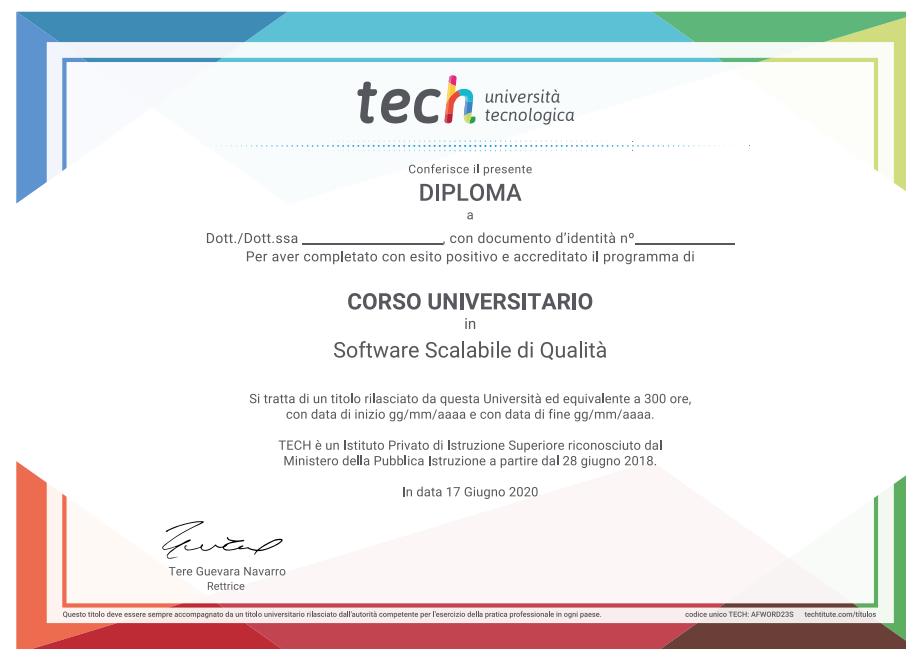 tech università
tecnologica
Conferisce il presente
DIPLOMA
a
Dott./Dott.ssa ____________________, con documento d'identità nº______________
Per aver completato con esito positivo e accreditato il programma di
CORSO UNIVERSITARIO
in
Software Scalabile di Qualità
Si tratta di un titolo rilasciato da questa Università ed equivalente a 300 ore,
con data di inizio gg/mm/aaaa e con data di fine gg/mm/aaaa.
TECH è un Istituto Privato di Istruzione Superiore riconosciuto dal
Ministero della Pubblica Istruzione a partire dal 28 giugno 2018.
In data 17 Giugno 2020
Tere Guevara Navarro
Rettrice
Questo titolo deve essere sempre accompagnato da un titolo universitario rilasciato dall'autorità competente per l'esercizio della pratica professionale in ogni paese. codice unico TECH: AFWORD23S techtitute.com/titulos